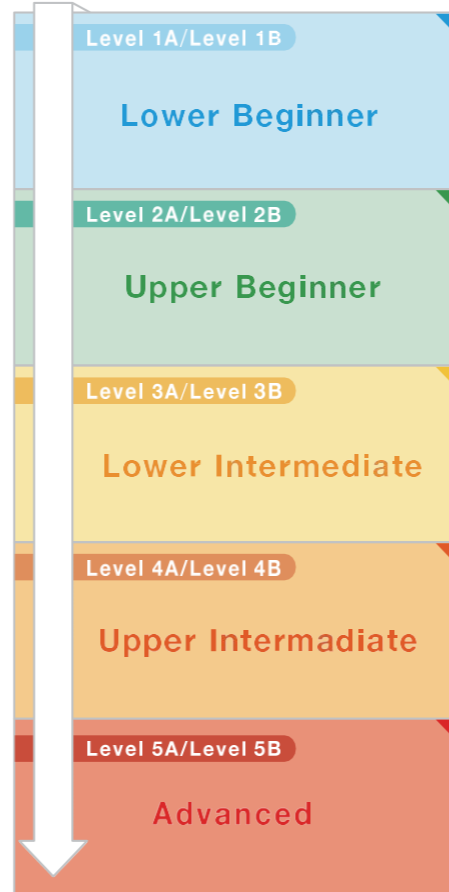 Level 1A/Level 1B
Lower Beginner
Level 2A/Level 2B
Upper Beginner
Level 3A/Level 3B
Lower Intermediate
Level 4A/Level 4B
Upper Intermadiate
Level 5A/Level 5B
Advanced